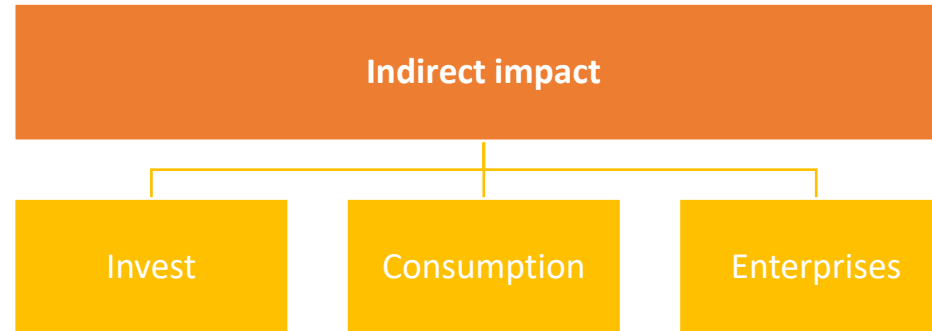 Indirect impact
Invest
Consumption
Enterprises